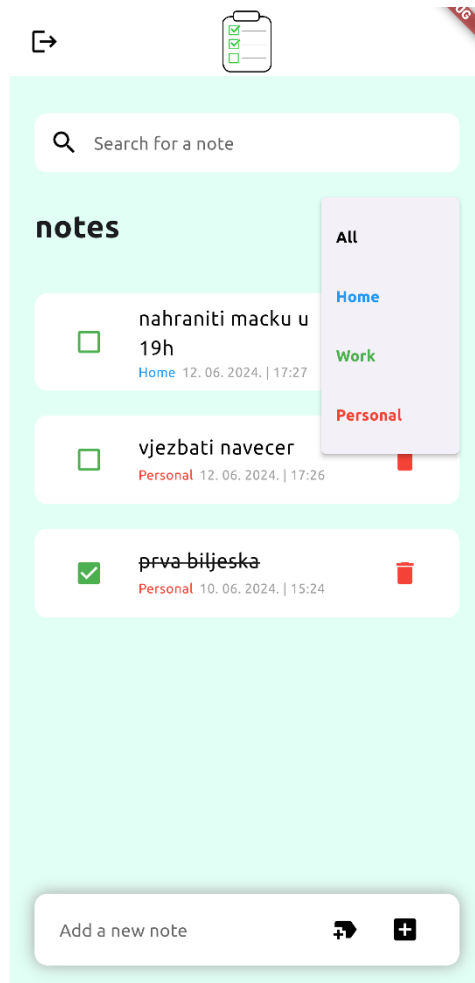 Search for a note
notes
All
Home
Work
Personal
nahraniti macku u
19h
Home 12. 06. 2024. | 17:27
vjezbati navecer
Personal 12. 06. 2024. | 17:26
prva biljeska
Personal 10. 06. 2024. | 15:24
Add a new note